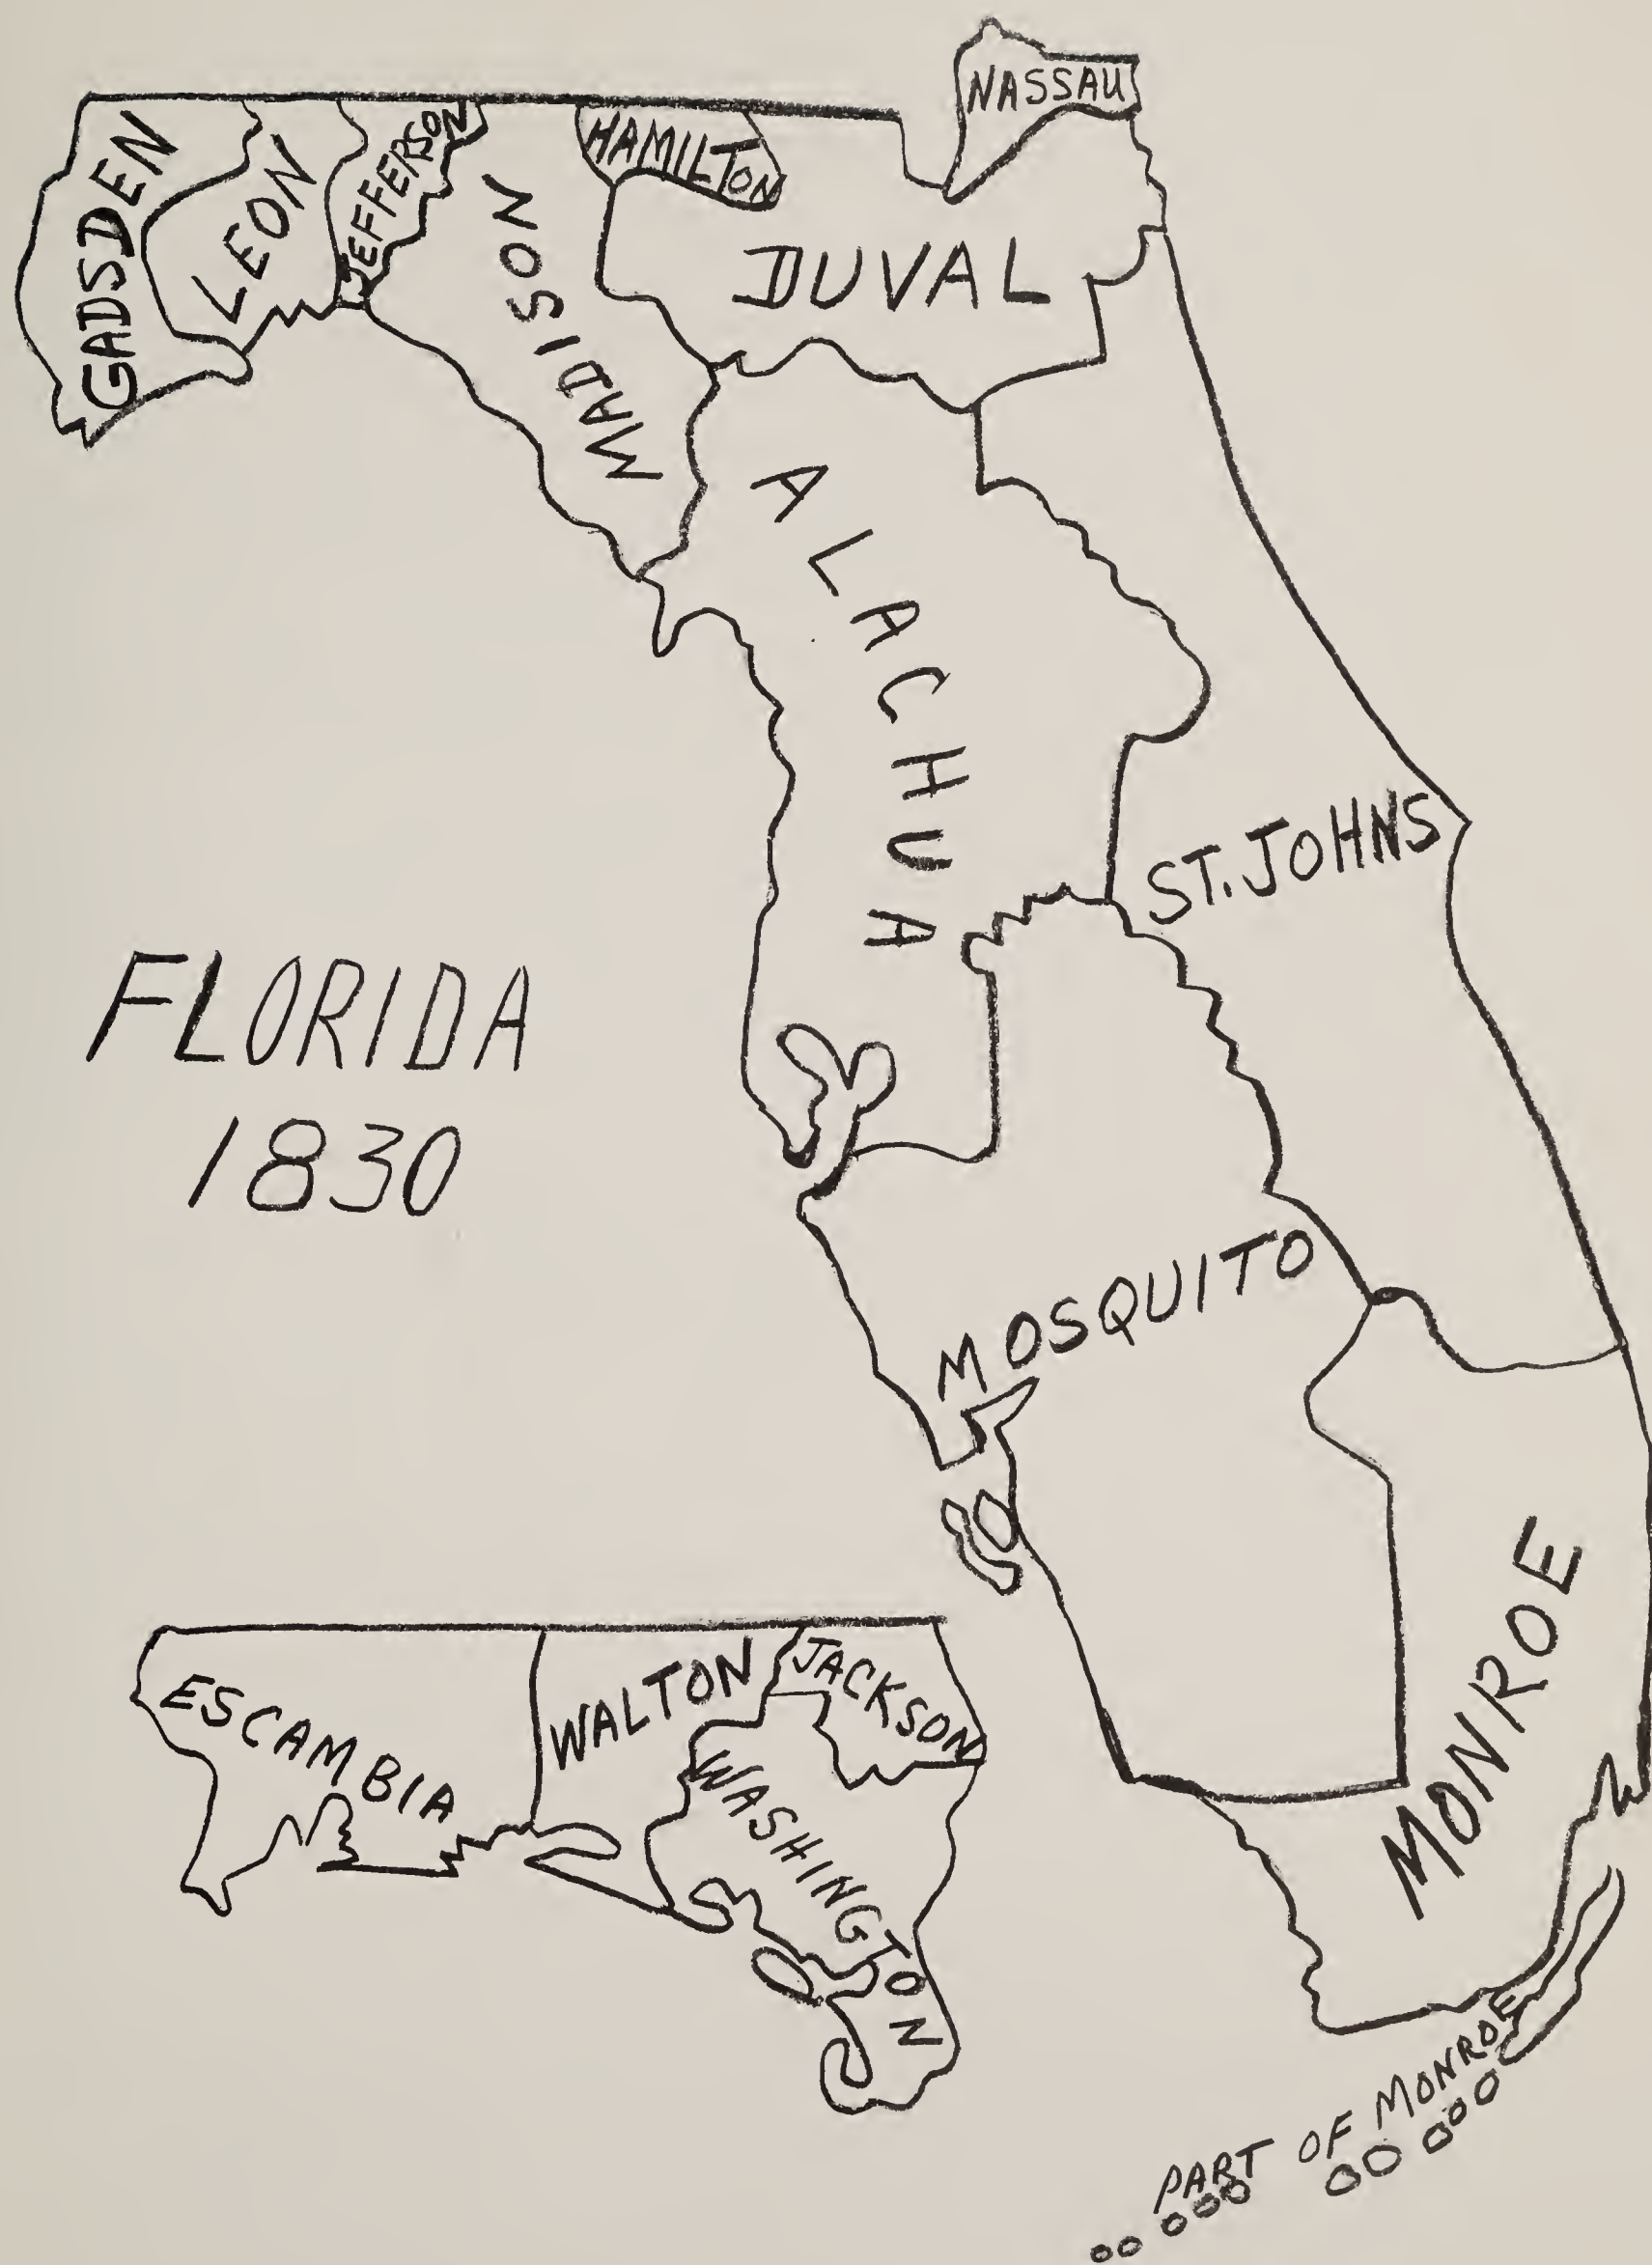 NASSAU
GADSDEN
LEON
JEFFERSON
HAMILTON
MADISON
DUVAL
ALACHUA
ST. JOHNS
FLORIDA
1830
MOSQUITO
MONROE
ESCAMBIA
WALTON
JACKSON
WASHINGTON
PART OF MONROE